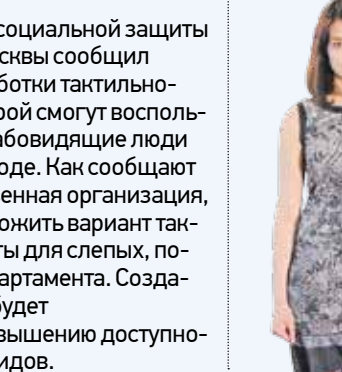 социальной защиты
сквы сообщил
ботки тактильно-
рой смогут восполь-
абовидящие люди
оде. Как сообщают
енная организация,
ожить вариант так-
ты для слепых, по-
артамента. Созда-
будет
вышению доступно-
идов.